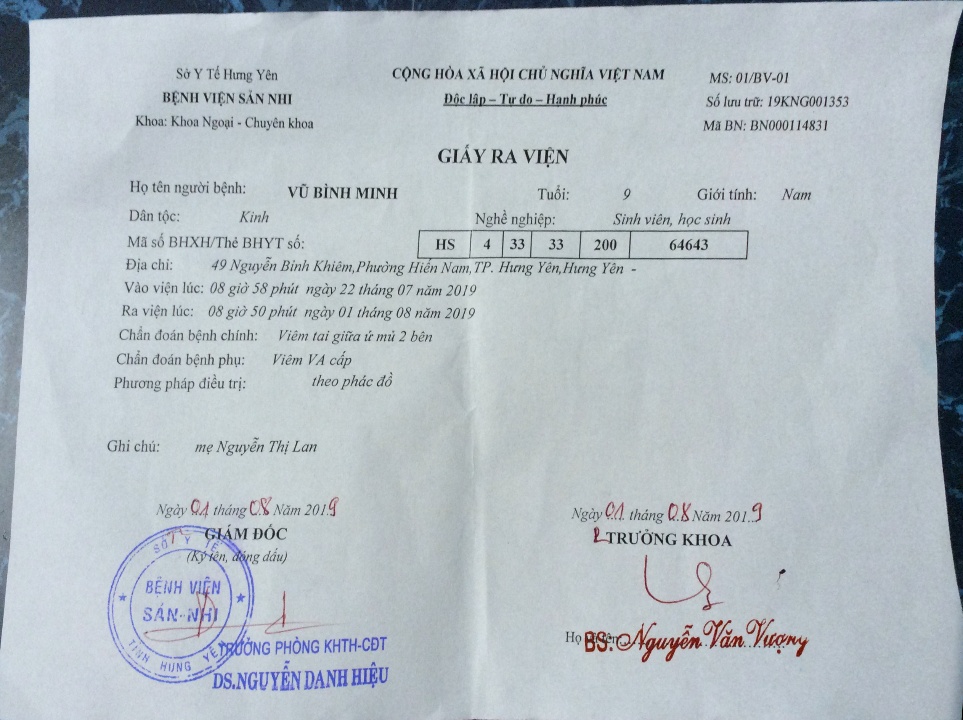 Sở Y Tế Hưng Yên
BỆNH VIỆN SẢN NHI
Khoa: Khoa Ngoại - Chuyên khoa
CỘNG HÒA XÃ HỘI CHỦ NGHĨA VIỆT NAM
Độc lập – Tự do – Hạnh phúc
MS: 01/BV-01
Số lưu trữ: 19KNG001353
Mã BN: BN000114831
GIẤY RA VIỆN
Họ tên người bệnh: VŨ BÌNH MINH Tuổi: 9 Giới tính: Nam
Dân tộc: Kinh Nghề nghiệp: Sinh viên, học sinh
Mã số BHXH/Thẻ BHYT số: HS 4 33 33 200 64643
Địa chỉ: 49 Nguyễn Bỉnh Khiêm,Phường Hiến Nam,TP. Hưng Yên,Hưng Yên -
Vào viện lúc: 08 giờ 58 phút ngày 22 tháng 07 năm 2019
Ra viện lúc: 08 giờ 50 phút ngày 01 tháng 08 năm 2019
Chẩn đoán bệnh chính: Viêm tai giữa ứ mủ 2 bên
Chẩn đoán bệnh phụ: Viêm VA cấp
Phương pháp điều trị: theo phác đồ
Ghi chú: mẹ Nguyễn Thị Lan
Ngày 01 tháng 08 Năm 2019
GIÁM ĐỐC
(Ký tên, đóng dấu)
SỞ Y TẾ
BỆNH VIỆN
SẢN-NHI
TỈNH HƯNG YÊN
TRƯỞNG PHÒNG KHTH-CĐT
DS.NGUYỄN DANH HIỆU
Ngày 01 tháng 08 Năm 2019
TRƯỞNG KHOA
Họ tên
BS. Nguyễn Văn Vượng